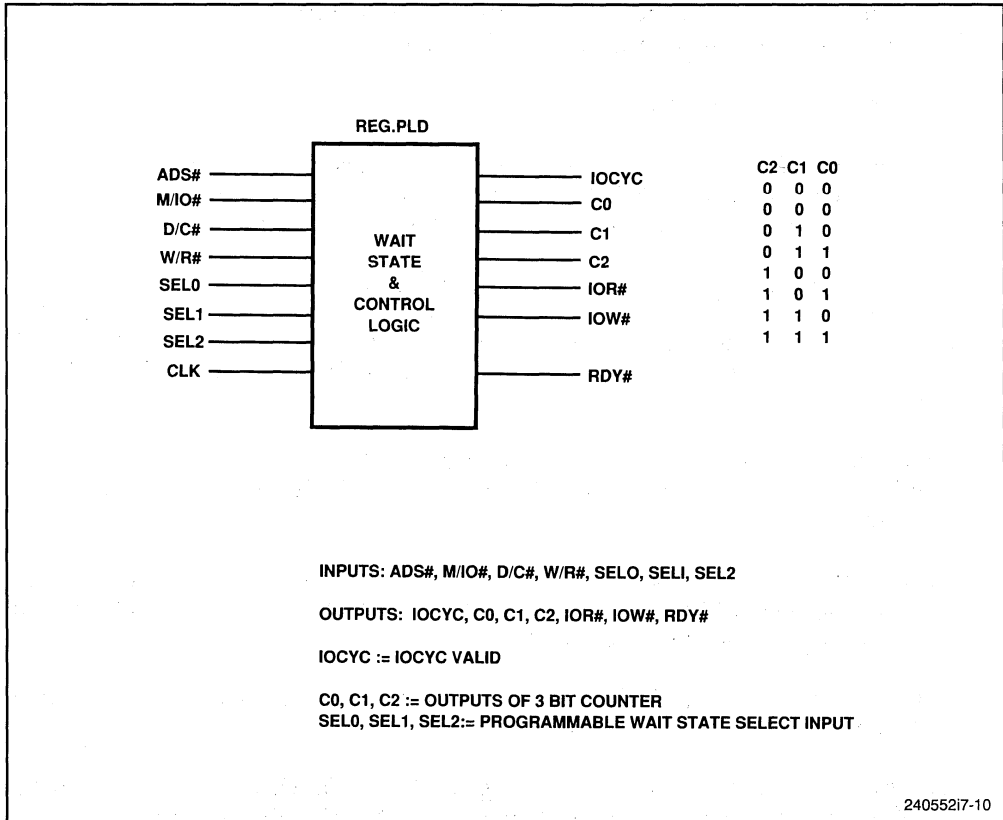 REG.PLD
ADS#
M/IO#
D/C#
W/R#
SEL0
SEL1
SEL2
CLK
WAIT
STATE
&
CONTROL
LOGIC
IOCYC
C0
C1
C2
IOR#
IOW#
RDY#
C2 C1 C0
0 0 0
0 0 0
0 1 0
0 1 1
1 0 0
1 0 1
1 1 0
1 1 1
INPUTS: ADS#, M/IO#, D/C#, W/R#, SELO, SELI, SEL2
OUTPUTS: IOCYC, C0, C1, C2, IOR#, IOW#, RDY#
IOCYC := IOCYC VALID
C0, C1, C2 := OUTPUTS OF 3 BIT COUNTER
SEL0, SEL1, SEL2:= PROGRAMMABLE WAIT STATE SELECT INPUT
240552i7-10